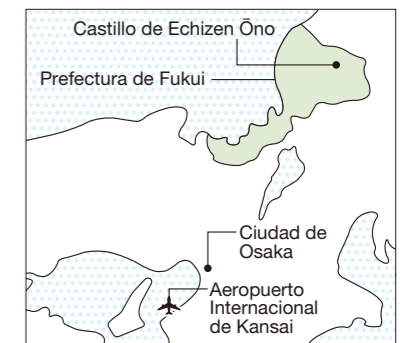 Castillo de Echizen Ōno
Prefectura de Fukui
Ciudad de
Osaka
Aeropuerto
Internacional
de Kansai